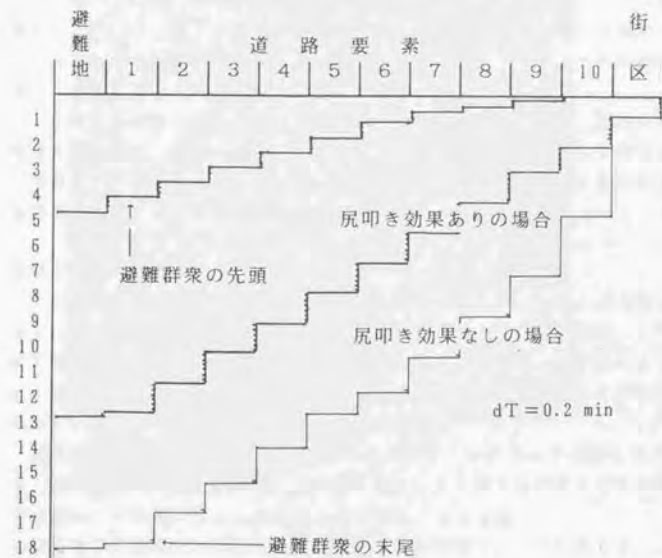 避難地
街区
道路要素
1 2 3 4 5 6 7 8 9 10
1
2
3
4
5
6
7
8
9
10
11
12
13
14
15
16
17
18
尻叩き効果ありの場合
避難群衆の先頭
尻叩き効果なしの場合
dT=0.2 min
避難群衆の末尾